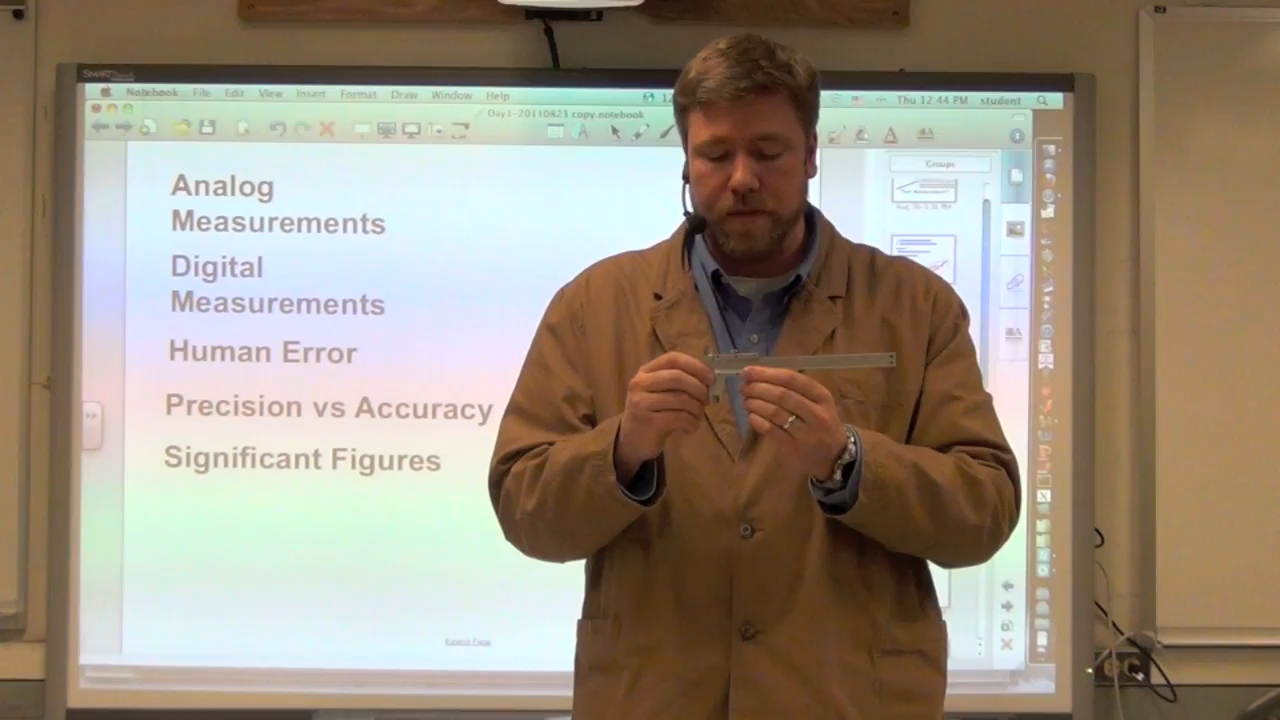 SMART
Notebook File Edit View Insert Format Draw Window Help
Thu 12:44 PM student
Day1-20110823 copy.notebook
Groups
Analog
Measurements
Digital
Measurements
Human Error
Precision vs Accuracy
Significant Figures